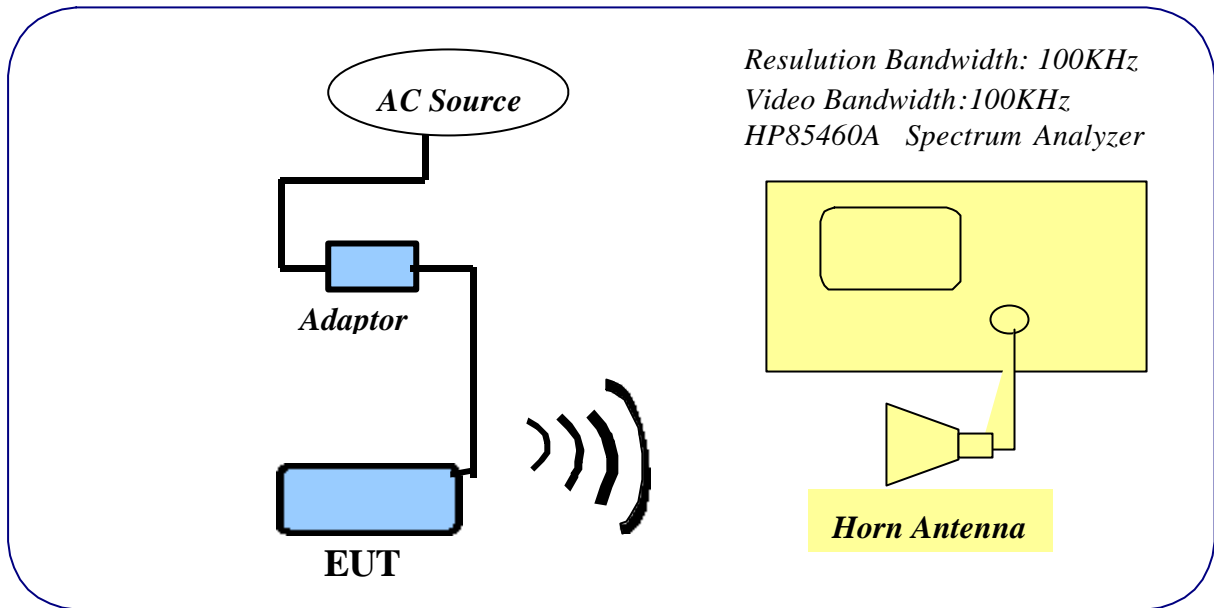 Resulution Bandwidth: 100KHz
Video Bandwidth:100KHz
HP85460A Spectrum Analyzer
AC Source
Adaptor
EUT
Horn Antenna